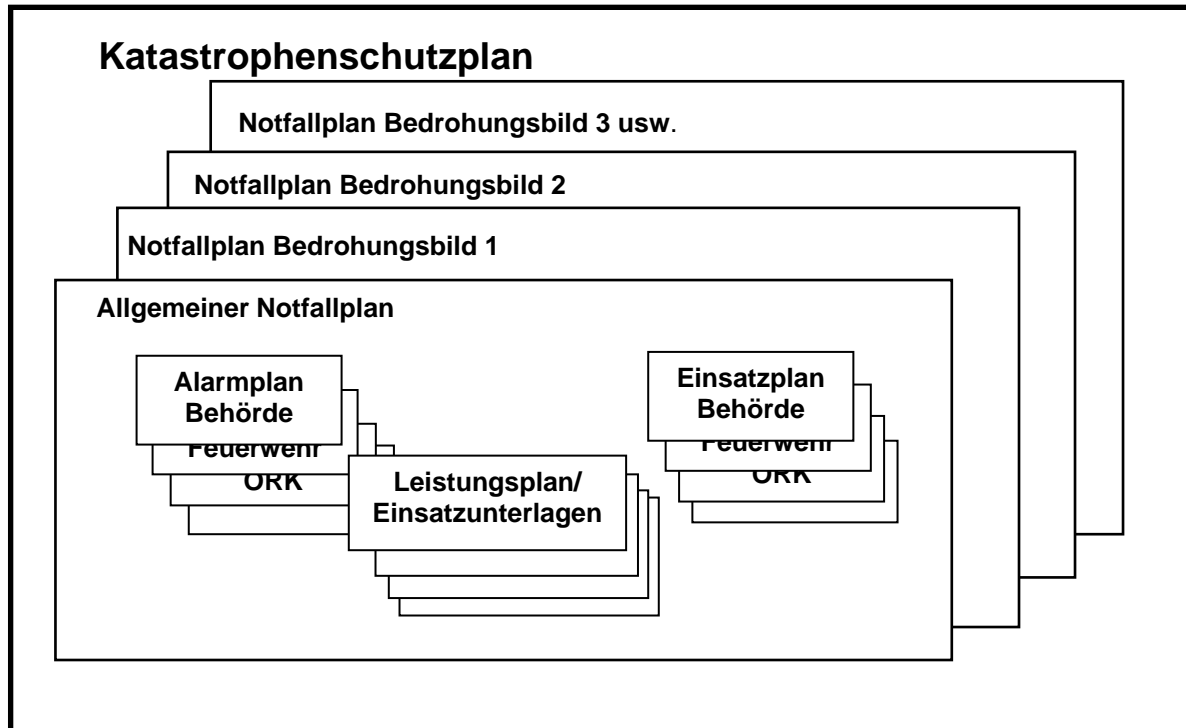 Katastrophenschutzplan
Notfallplan Bedrohungsbild 3 usw.
Notfallplan Bedrohungsbild 2
Notfallplan Bedrohungsbild 1
Allgemeiner Notfallplan
Alarmplan
Behörde
Feuerwehr
ÖRK
Leistungsplan/
Einsatzunterlagen
Einsatzplan
Behörde
Feuerwehr
ÖRK